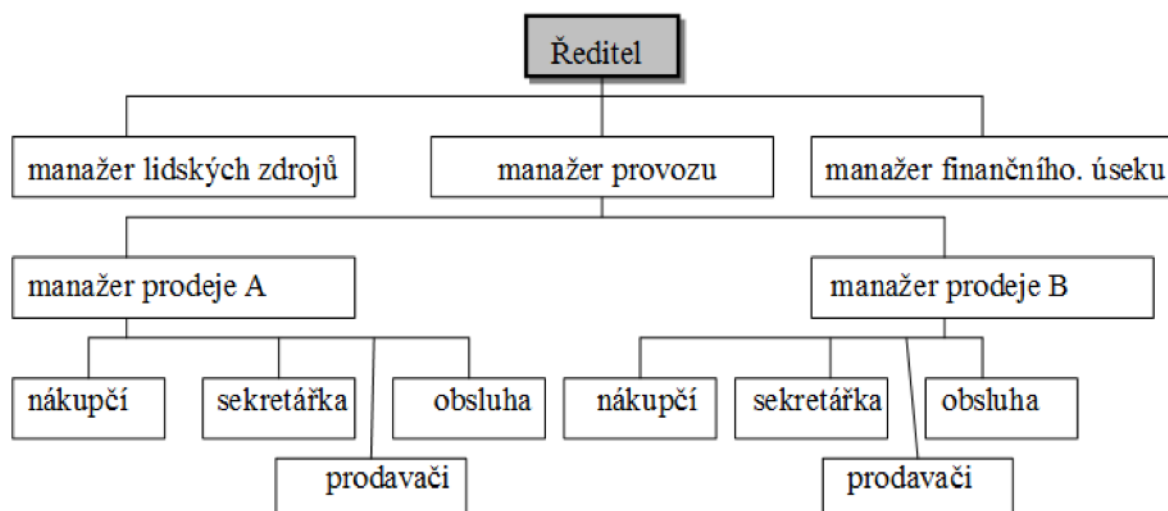 Ředitel
manažer lidských zdrojů
manažer provozu
manažer finančního. úseku
manažer prodeje A
manažer prodeje B
nákupčí
sekretářka
obsluha
nákupčí
sekretářka
obsluha
prodavači
prodavači